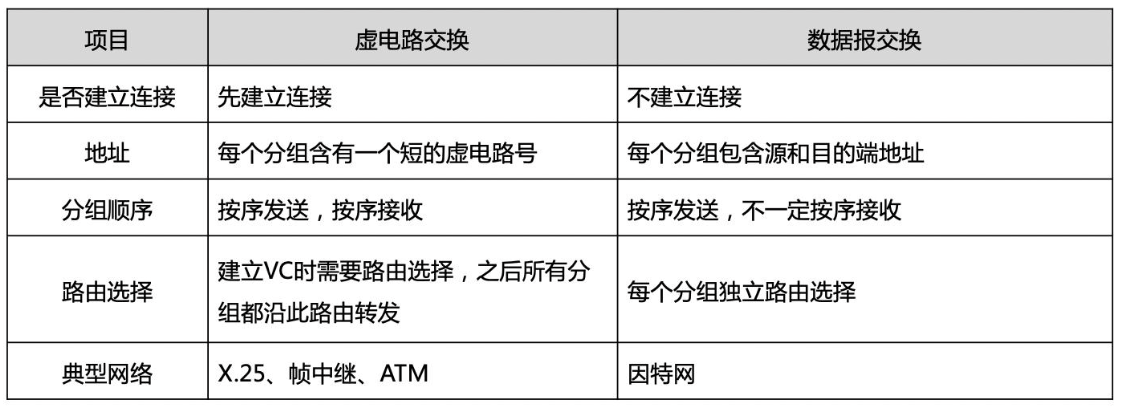 项目 虚电路交换 数据报交换
是否建立连接 先建立连接 不建立连接
地址 每个分组含有一个短的虚电路号 每个分组包含源和目的端地址
分组顺序 按序发送，按序接收 按序发送，不一定按序接收
路由选择 建立VC时需要路由选择，之后所有分
组都沿此路由转发 每个分组独立路由选择
典型网络 X.25、帧中继、ATM 因特网